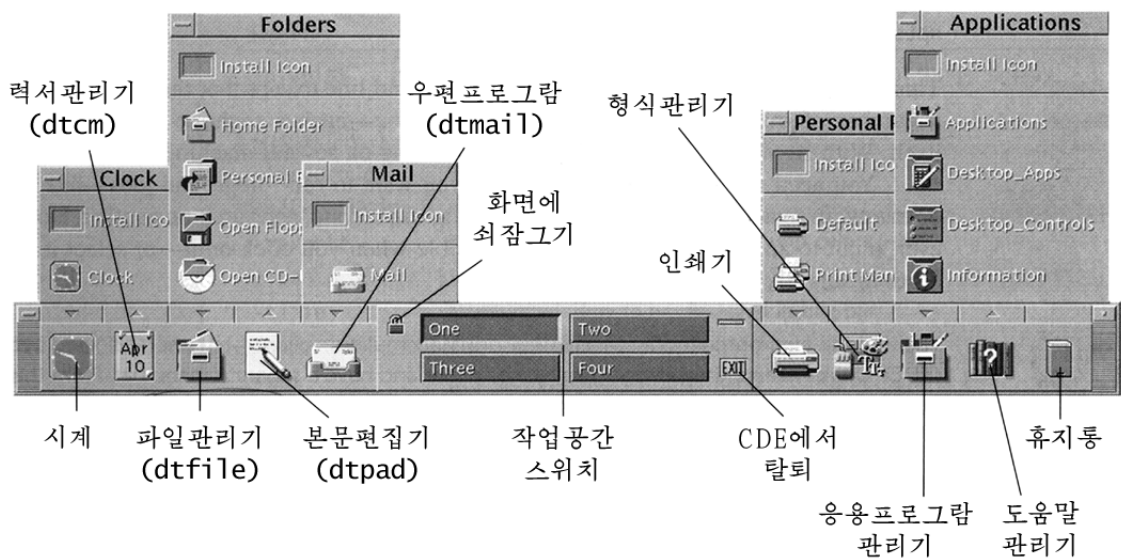 Folders
Install Icon
Home Folder
Personal B
Open Flopp
Open CD-
Applications
Install Icon
Applications
Desktop_Apps
Desktop_Controls
Information
력서관리기
(dtcm)
우편프로그람
(dtmail)
형식관리기
Clock
Install Ico
Clock
Mail
Install Icon
Mail
화면에
쇠잠그기
인쇄기
Personal P
Install Ico
Default
Print Man
Apr
10
One
Two
Three
Four
EXIT
시계
파일관리기
(dtfile)
본문편집기
(dtpad)
작업공간
스위치
CDE에서
탈퇴
휴지통
응용프로그람
관리기
도움말
관리기